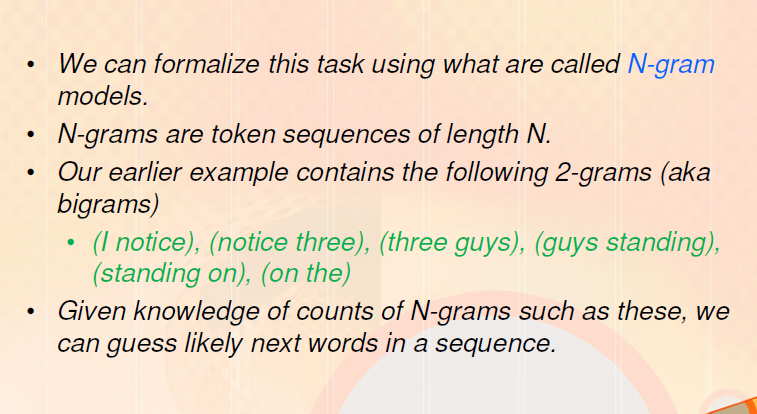 • We can formalize this task using what are called N-gram
models.
• N-grams are token sequences of length N.
• Our earlier example contains the following 2-grams (aka
bigrams)
• (I notice), (notice three), (three guys), (guys standing),
(standing on), (on the)
• Given knowledge of counts of N-grams such as these, we
can guess likely next words in a sequence.